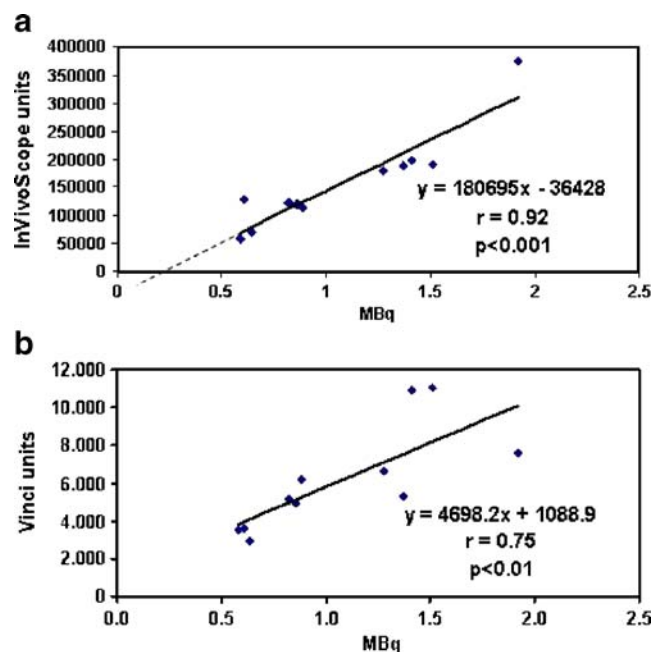 a
400000
350000
300000
250000
200000
150000
100000
50000
0
InVivoScope units
y = 180695x - 36428
r = 0.92
p<0.001
0 0.5 1 1.5 2 2.5
MBq
b
12.000
10.000
8.000
6.000
4.000
2.000
0.000
Vinci units
y = 4698.2x + 1088.9
r = 0.75
p<0.01
0.0 0.5 1.0 1.5 2.0 2.5
MBq